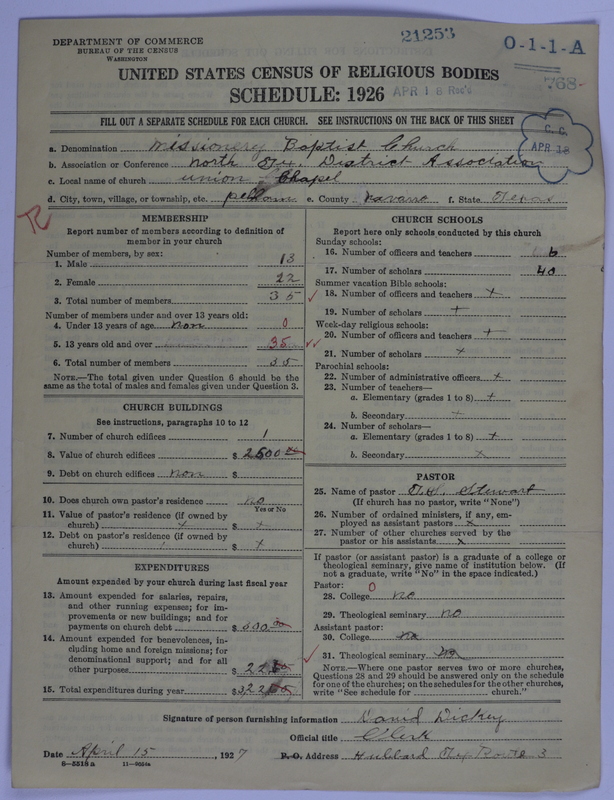 DEPARTMENT OF COMMERCE
BUREAU OF THE CENSUS
WASHINGTON
21253
O-1-1-A
768-
UNITED STATES CENSUS OF RELIGIOUS BODIES
SCHEDULE: 1926
APR 18 Rec'd
FILL OUT A SEPARATE SCHEDULE FOR EACH CHURCH. SEE INSTRUCTIONS ON THE BACK OF THIS SHEET
C. C.
APR 18
a. Denomination Missionery Baptist Church
b. Association or Conference North Tex. District Association
c. Local name of church union Chapel
d. City, town, village, or township, etc. pelham e. County Navarro f. State Texas
MEMBERSHIP
Report number of members according to definition of
member in your church
Number of members, by sex:
1. Male 13
2. Female 22
3. Total number of members 35
Number of members under and over 13 years old:
4. Under 13 years of age non 0
5. 13 years old and over 35
6. Total number of members 35
NOTE.—The total given under Question 6 should be the
same as the total of males and females given under Question 3.
CHURCH BUILDINGS
See instructions, paragraphs 10 to 12
7. Number of church edifices 1
8. Value of church edifices $ 2500
9. Debt on church edifices non $
10. Does church own pastor's residence no
Yes or No
11. Value of pastor's residence (if owned by
church) x $ x
12. Debt on pastor's residence (if owned by
church) $ x
EXPENDITURES
Amount expended by your church during last fiscal year
13. Amount expended for salaries, repairs,
and other running expenses; for im-
provements or new buildings; and for
payments on church debt $
14. Amount expended for benevolences, in-
cluding home and foreign missions; for
denominational support; and for all
other purposes $
15. Total expenditures during year $
CHURCH SCHOOLS
Report here only schools conducted by this church
Sunday schools:
16. Number of officers and teachers 6
17. Number of scholars 40
Summer vacation Bible schools:
18. Number of officers and teachers x
19. Number of scholars x
Week-day religious schools:
20. Number of officers and teachers x
21. Number of scholars x
Parochial schools:
22. Number of administrative officers x
23. Number of teachers—
a. Elementary (grades 1 to 8) x
b. Secondary x
24. Number of scholars—
a. Elementary (grades 1 to 8) x
b. Secondary x
PASTOR
25. Name of pastor Stewart
(If church has no pastor, write "None")
26. Number of ordained ministers, if any, em-
ployed as assistant pastors x
27. Number of other churches served by the
pastor or his assistants x
If pastor (or assistant pastor) is a graduate of a college or
theological seminary, give name of institution below. (If
not a graduate, write "No" in the space indicated.)
Pastor: 0
28. College no
29. Theological seminary no
Assistant pastor:
30. College no
31. Theological seminary no
NOTE.—Where one pastor serves two or more churches,
Questions 28 and 29 should be answered only on the schedule
for one of the churches; on the schedules for the other churches,
write "See schedule for church."
Signature of person furnishing information David Dickey
Official title Clerk
Date April 15, 1927 P. O. Address Hubbard Tex Route 3
8-5518a 11-9064a